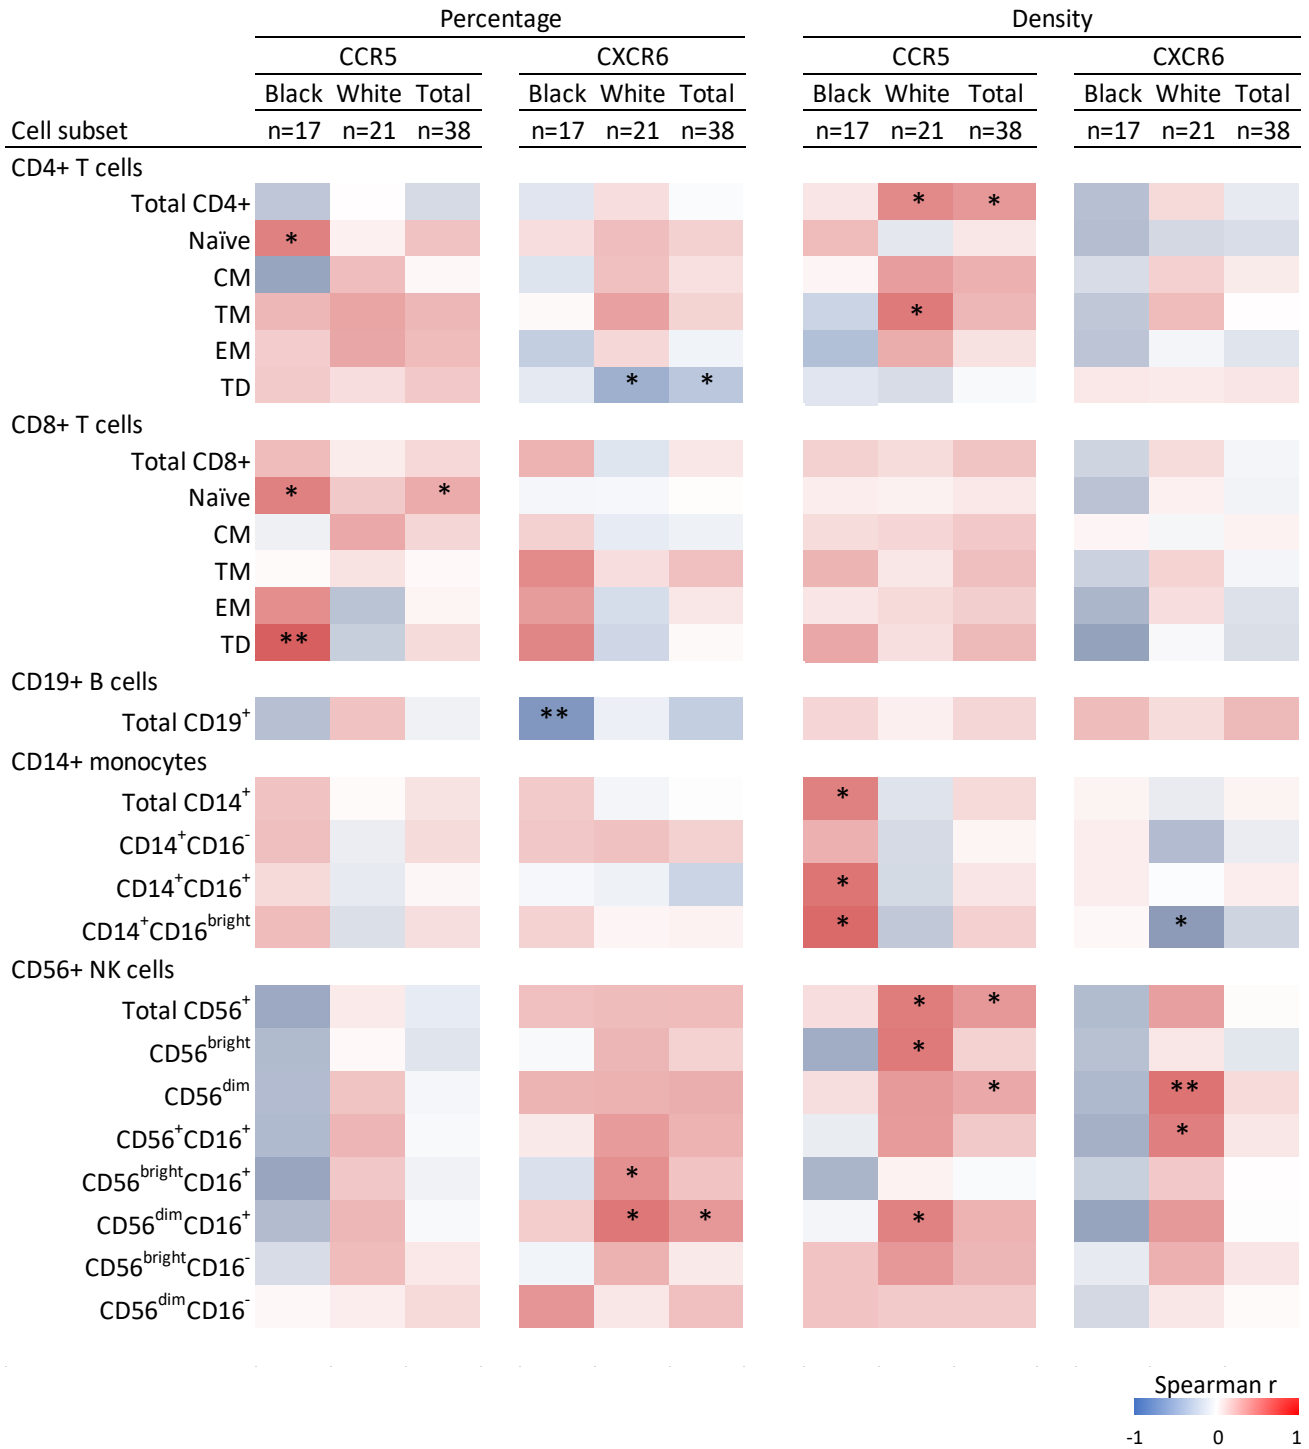 Percentage Density
CCR5 CXCR6 CCR5 CXCR6
Black White Total Black White Total Black White Total Black White Total
Cell subset n=17 n=21 n=38 n=17 n=21 n=38 n=17 n=21 n=38 n=17 n=21 n=38
CD4+ T cells
Total CD4+ * *
Naïve *
CM
TM *
EM
TD * *
CD8+ T cells
Total CD8+
Naïve * *
CM
TM
EM
TD **
CD19+ B cells
Total CD19⁺ **
CD14+ monocytes
Total CD14⁺ *
CD14⁺CD16⁻
CD14⁺CD16⁺ *
CD14⁺CD16ᵇʳⁱᵍʰᵗ * *
CD56+ NK cells
Total CD56⁺ * *
CD56ᵇʳⁱᵍʰᵗ *
CD56ᵈⁱᵐ * **
CD56⁺CD16⁺ *
CD56ᵇʳⁱᵍʰᵗCD16⁺ *
CD56ᵈⁱᵐCD16⁺ * * *
CD56ᵇʳⁱᵍʰᵗCD16⁻
CD56ᵈⁱᵐCD16⁻
Spearman r
-1 0 1